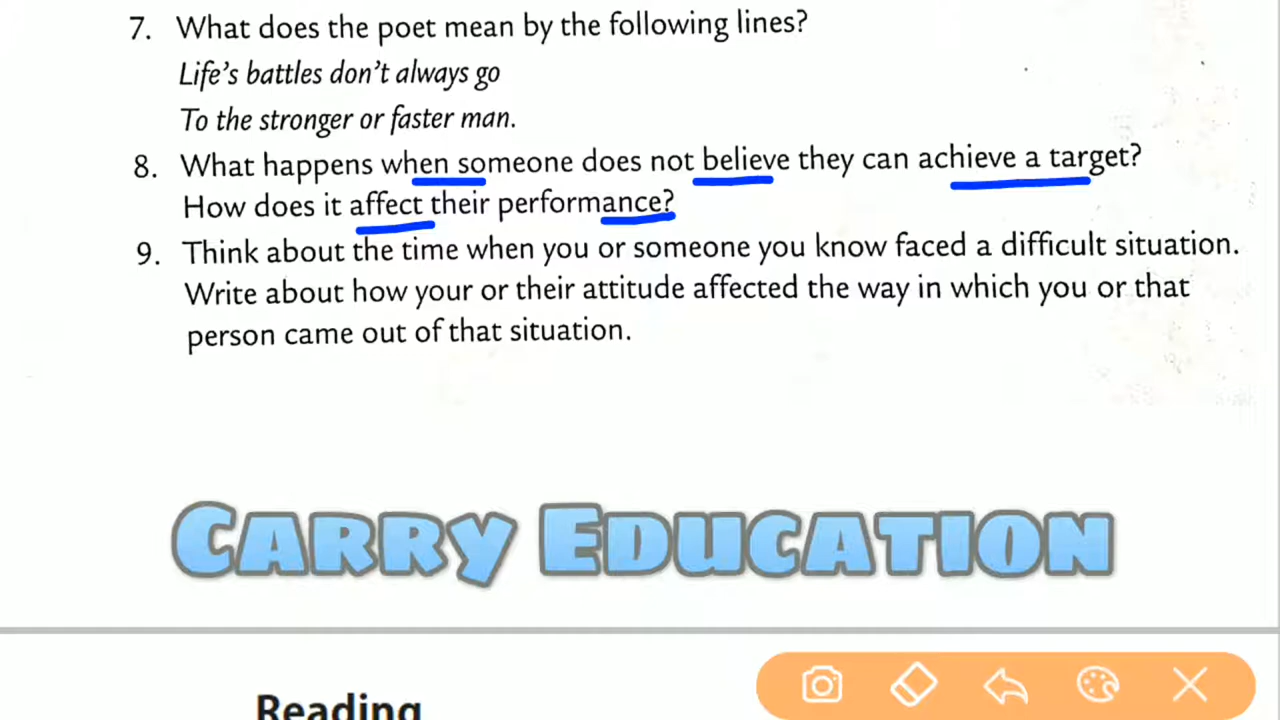 7. What does the poet mean by the following lines?
Life's battles don't always go
To the stronger or faster man.
8. What happens when someone does not believe they can achieve a target?
How does it affect their performance?
9. Think about the time when you or someone you know faced a difficult situation.
Write about how your or their attitude affected the way in which you or that
person came out of that situation.
CARRY EDUCATION
Reading